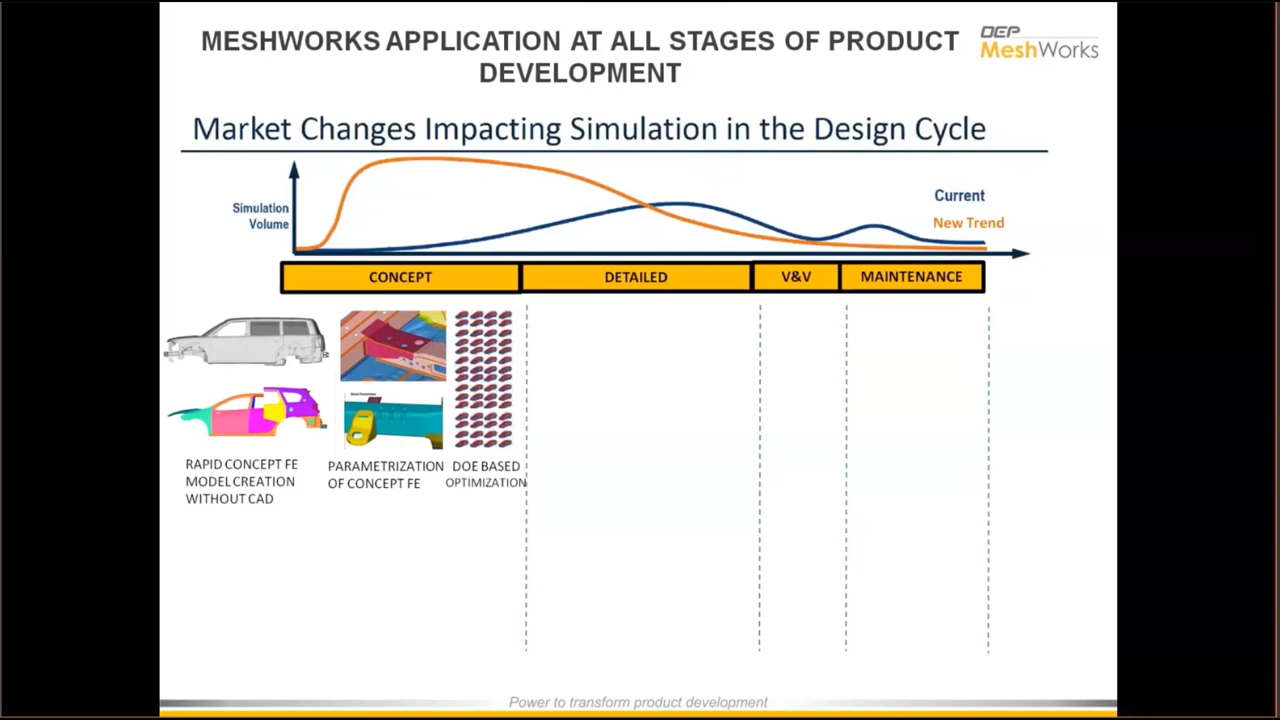 MESHWORKS APPLICATION AT ALL STAGES OF PRODUCT
DEVELOPMENT
DEP
MeshWorks
Market Changes Impacting Simulation in the Design Cycle
Simulation
Volume
Current
New Trend
CONCEPT
DETAILED
V&V
MAINTENANCE
RAPID CONCEPT FE
MODEL CREATION
WITHOUT CAD
PARAMETRIZATION
OF CONCEPT FE
DOE BASED
OPTIMIZATION
Power to transform product development